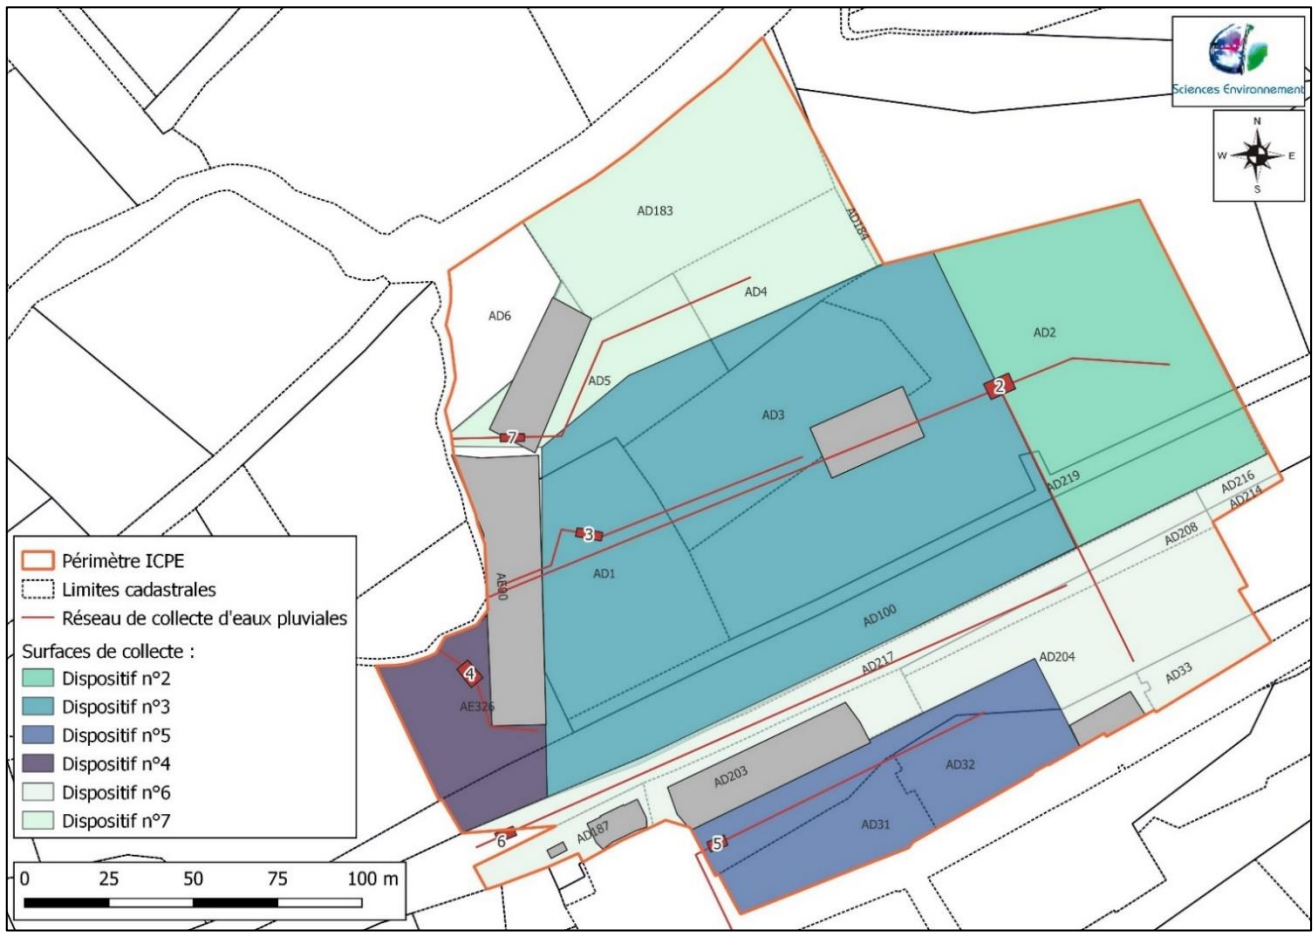 Sciences Environnement
N
W E
S
AD183
AD184
AD6
AD4
AD2
AD5
AD3
2
7
AD219
AD216
AD214
3
AD208
AE90
AD1
AD100
AD217
AD204
AD33
4
AE326
AD32
AD203
AD31
AD187
6
5
Périmètre ICPE
Limites cadastrales
Réseau de collecte d'eaux pluviales
Surfaces de collecte :
Dispositif n°2
Dispositif n°3
Dispositif n°5
Dispositif n°4
Dispositif n°6
Dispositif n°7
0 25 50 75 100 m